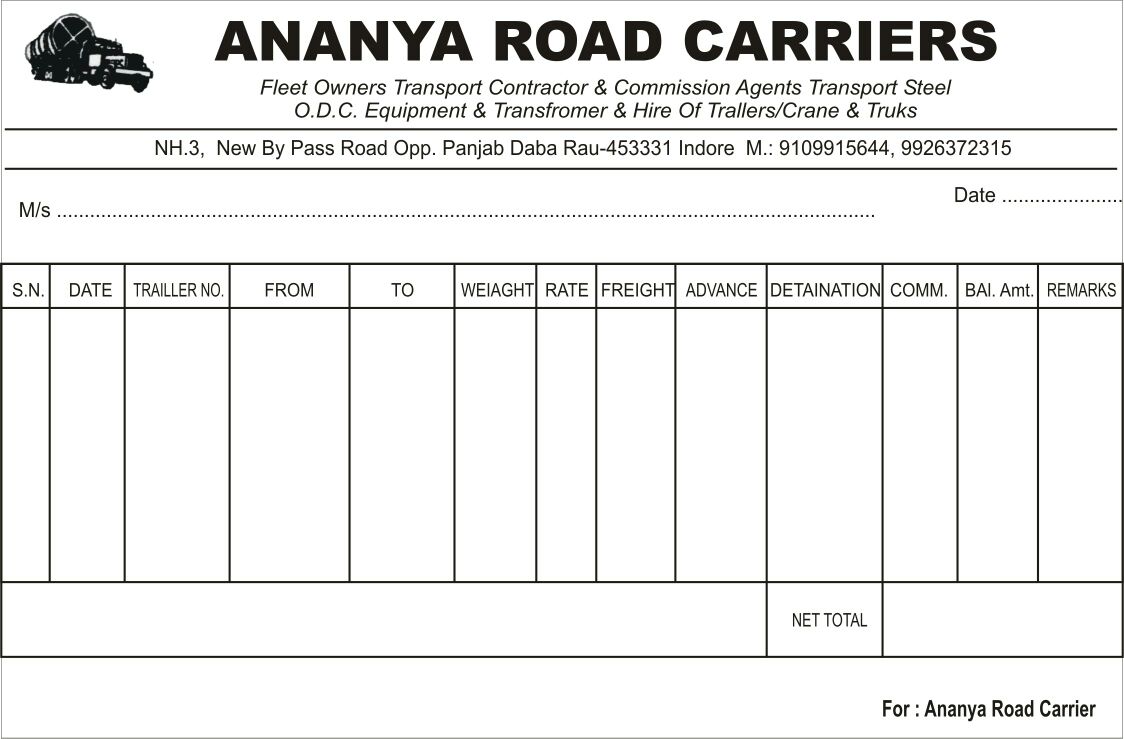 ANANYA ROAD CARRIERS
Fleet Owners Transport Contractor & Commission Agents Transport Steel
O.D.C. Equipment & Transfromer & Hire Of Trallers/Crane & Truks
NH.3, New By Pass Road Opp. Panjab Daba Rau-453331 Indore M.: 9109915644, 9926372315
Date ......................
M/s ....................................................................................................................................................
S.N. DATE TRAILLER NO. FROM TO WEIAGHT RATE FREIGHT ADVANCE DETAINATION COMM. BAl. Amt. REMARKS
NET TOTAL
For : Ananya Road Carrier